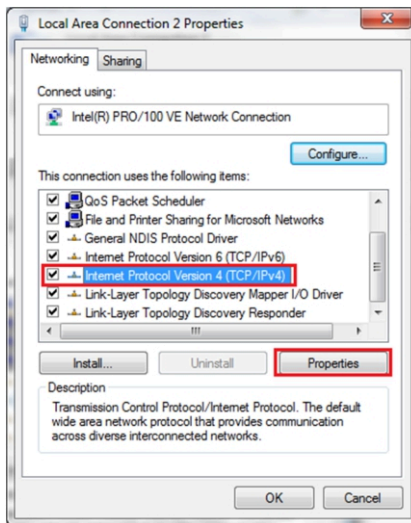 Local Area Connection 2 Properties
Networking
Sharing
Connect using:
Intel(R) PRO/100 VE Network Connection
Configure...
This connection uses the following items:
QoS Packet Scheduler
File and Printer Sharing for Microsoft Networks
General NDIS Protocol Driver
Internet Protocol Version 6 (TCP/IPv6)
Internet Protocol Version 4 (TCP/IPv4)
Link-Layer Topology Discovery Mapper I/O Driver
Link-Layer Topology Discovery Responder
Install...
Uninstall
Properties
Description
Transmission Control Protocol/Internet Protocol. The default
wide area network protocol that provides communication
across diverse interconnected networks.
OK
Cancel